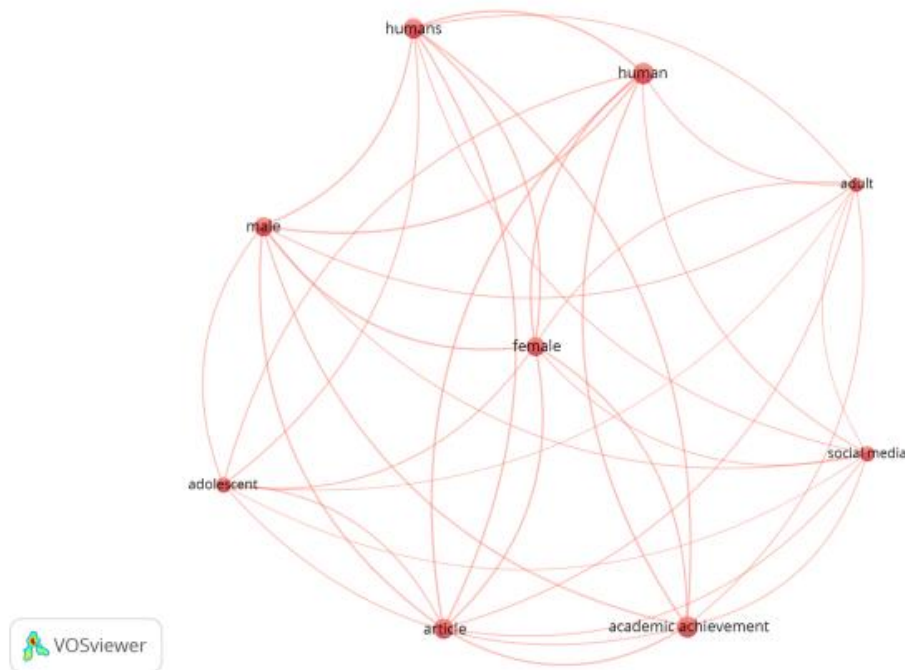 humans
human
adult
male
female
social media
adolescent
article
academic achievement
VOSviewer